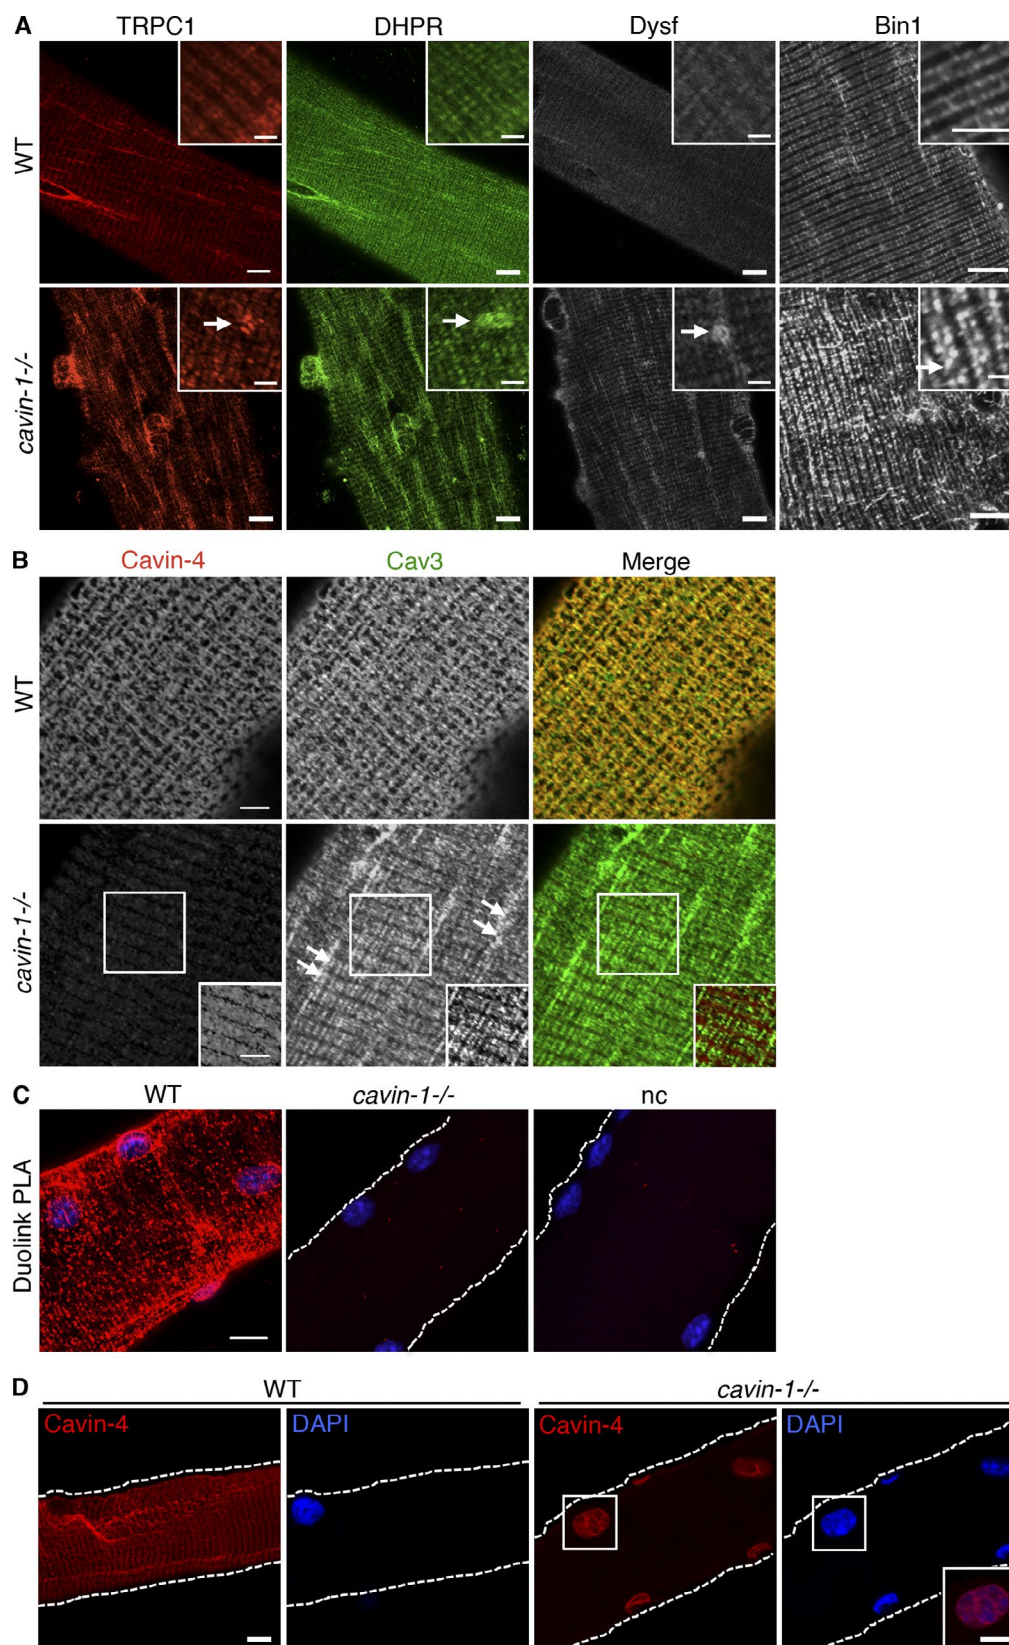 A
TRPC1 DHPR Dysf Bin1
WT
cavin-1-/-
B
Cavin-4 Cav3 Merge
WT
cavin-1-/-
C
WT cavin-1-/- nc
Duolink PLA
D
WT cavin-1-/-
Cavin-4 DAPI Cavin-4 DAPI